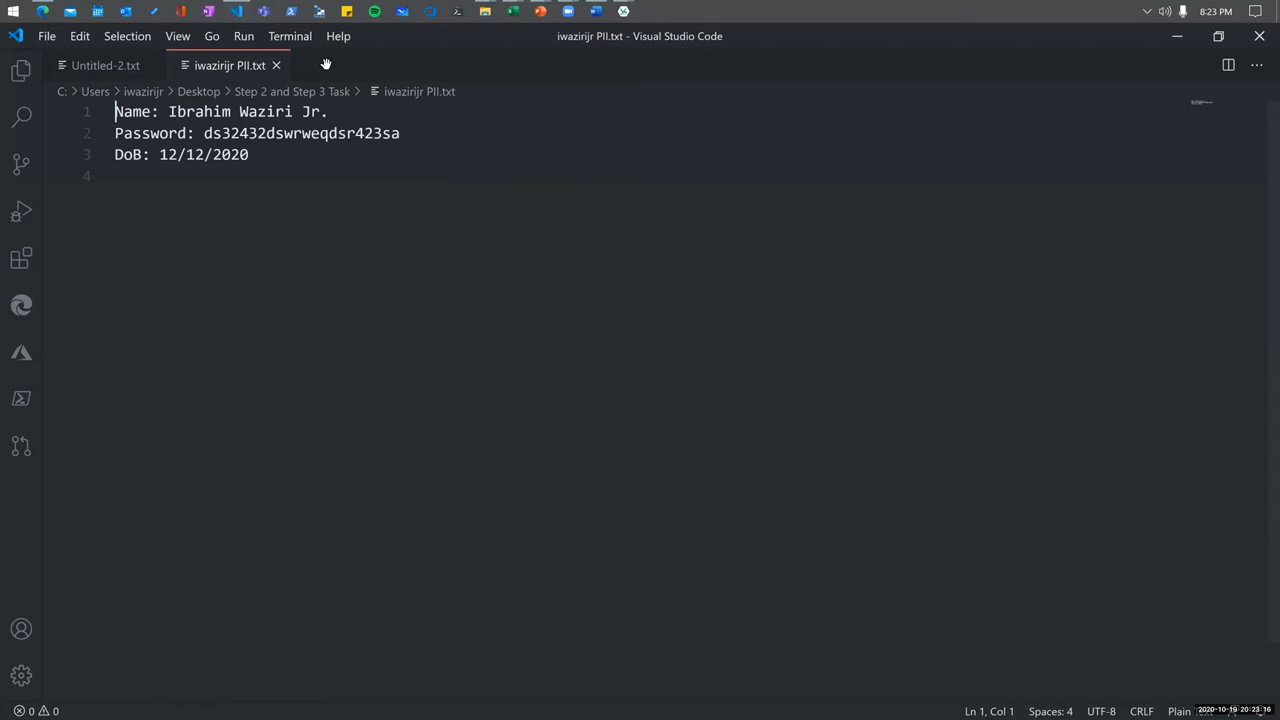 8:23 PM
File Edit Selection View Go Run Terminal Help
iwazirijr PII.txt - Visual Studio Code
Untitled-2.txt
iwazirijr PII.txt
C: > Users > iwazirijr > Desktop > Step 2 and Step 3 Task > iwazirijr PII.txt
1 Name: Ibrahim Waziri Jr.
2 Password: ds32432dswrweqdsr423sa
3 DoB: 12/12/2020
4
0 0
Ln 1, Col 1 Spaces: 4 UTF-8 CRLF Plain
2020-10-19 20:23:16